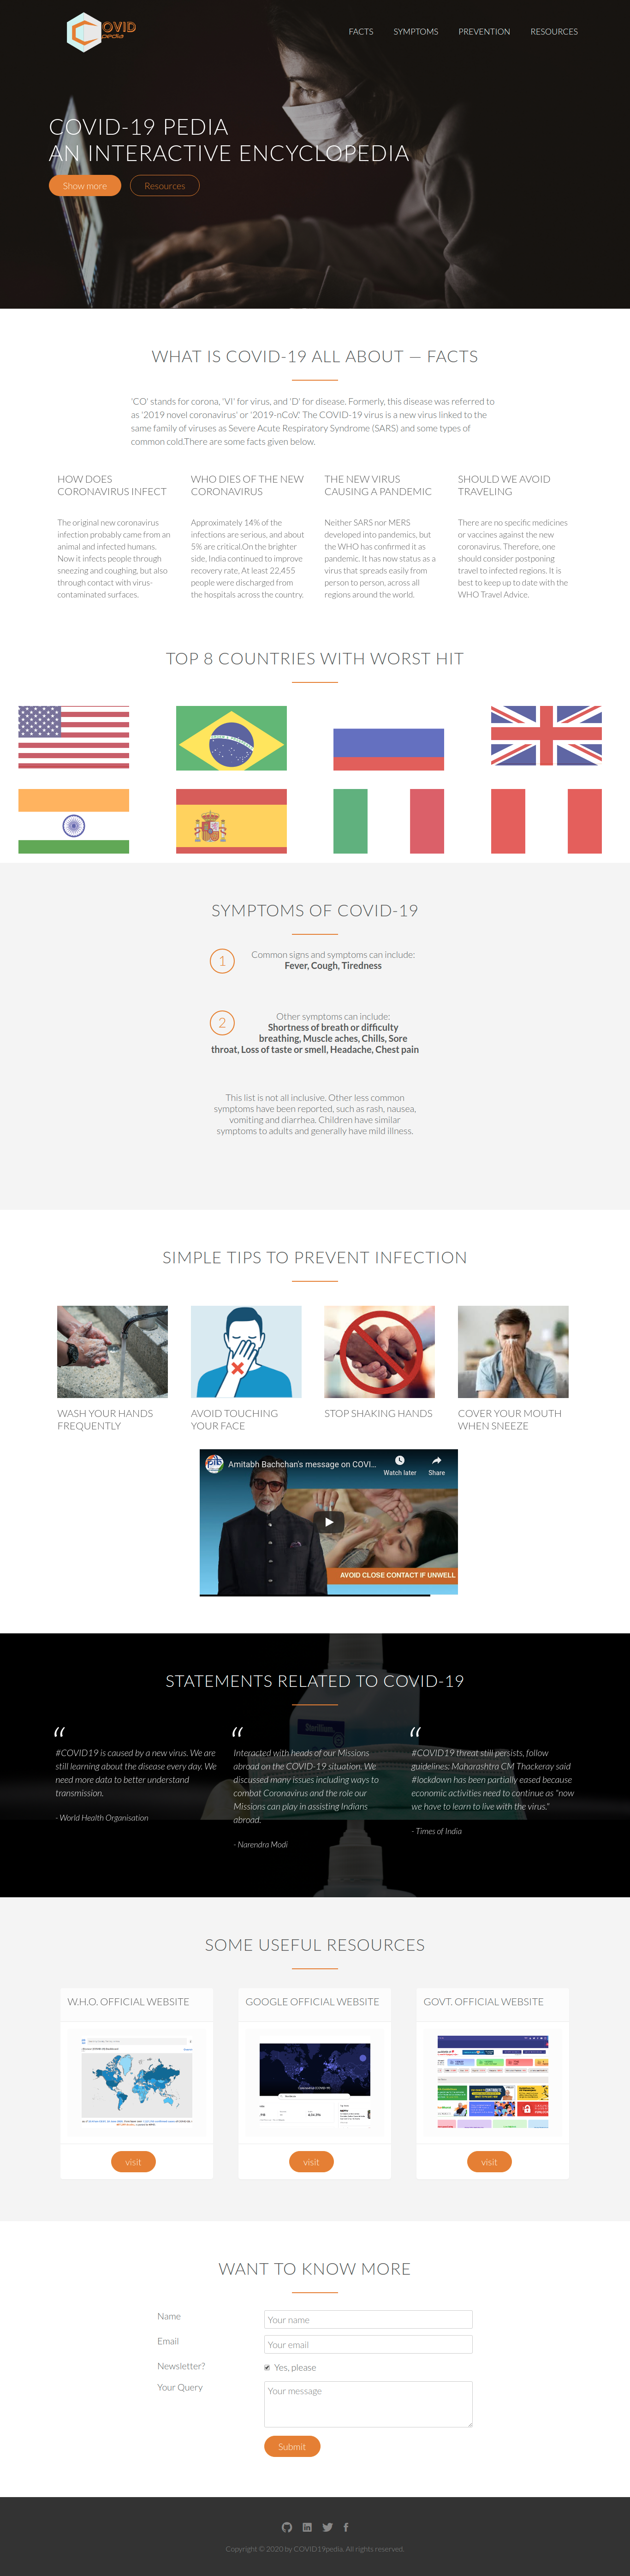 COVID
pedia
FACTS SYMPTOMS PREVENTION RESOURCES
COVID-19 PEDIA
AN INTERACTIVE ENCYCLOPEDIA
Show more Resources
WHAT IS COVID-19 ALL ABOUT — FACTS
'CO' stands for corona, 'VI' for virus, and 'D' for disease. Formerly, this disease was referred to
as '2019 novel coronavirus' or '2019-nCoV.' The COVID-19 virus is a new virus linked to the
same family of viruses as Severe Acute Respiratory Syndrome (SARS) and some types of
common cold.There are some facts given below.
HOW DOES
CORONAVIRUS INFECT
The original new coronavirus
infection probably came from an
animal and infected humans.
Now it infects people through
sneezing and coughing, but also
through contact with virus-
contaminated surfaces.
WHO DIES OF THE NEW
CORONAVIRUS
Approximately 14% of the
infections are serious, and about
5% are critical.On the brighter
side, India continued to improve
recovery rate. At least 22,455
people were discharged from
the hospitals across the country.
THE NEW VIRUS
CAUSING A PANDEMIC
Neither SARS nor MERS
developed into pandemics, but
the WHO has confirmed it as
pandemic. It has now status as a
virus that spreads easily from
person to person, across all
regions around the world.
SHOULD WE AVOID
TRAVELING
There are no specific medicines
or vaccines against the new
coronavirus. Therefore, one
should consider postponing
travel to infected regions. It is
best to keep up to date with the
WHO Travel Advice.
TOP 8 COUNTRIES WITH WORST HIT
SYMPTOMS OF COVID-19
1
Common signs and symptoms can include:
Fever, Cough, Tiredness
2
Other symptoms can include:
Shortness of breath or difficulty
breathing, Muscle aches, Chills, Sore
throat, Loss of taste or smell, Headache, Chest pain
This list is not all inclusive. Other less common
symptoms have been reported, such as rash, nausea,
vomiting and diarrhea. Children have similar
symptoms to adults and generally have mild illness.
SIMPLE TIPS TO PREVENT INFECTION
WASH YOUR HANDS
FREQUENTLY
AVOID TOUCHING
YOUR FACE
STOP SHAKING HANDS
COVER YOUR MOUTH
WHEN SNEEZE
Amitabh Bachchan's message on COVI...
Watch later Share
AVOID CLOSE CONTACT IF UNWELL
STATEMENTS RELATED TO COVID-19
“
#COVID19 is caused by a new virus. We are
still learning about the disease every day. We
need more data to better understand
transmission.
- World Health Organisation
“
Interacted with heads of our Missions
abroad on the COVID-19 situation. We
discussed many issues including ways to
combat Coronavirus and the role our
Missions can play in assisting Indians
abroad.
- Narendra Modi
“
#COVID19 threat still persists, follow
guidelines: Maharashtra CM Thackeray said
#lockdown has been partially eased because
economic activities need to continue as "now
we have to learn to live with the virus."
- Times of India
SOME USEFUL RESOURCES
W.H.O. OFFICIAL WEBSITE
visit
GOOGLE OFFICIAL WEBSITE
visit
GOVT. OFFICIAL WEBSITE
visit
WANT TO KNOW MORE
Name Your name
Email Your email
Newsletter? Yes, please
Your Query Your message
Submit
Copyright © 2020 by COVID19pedia. All rights reserved.